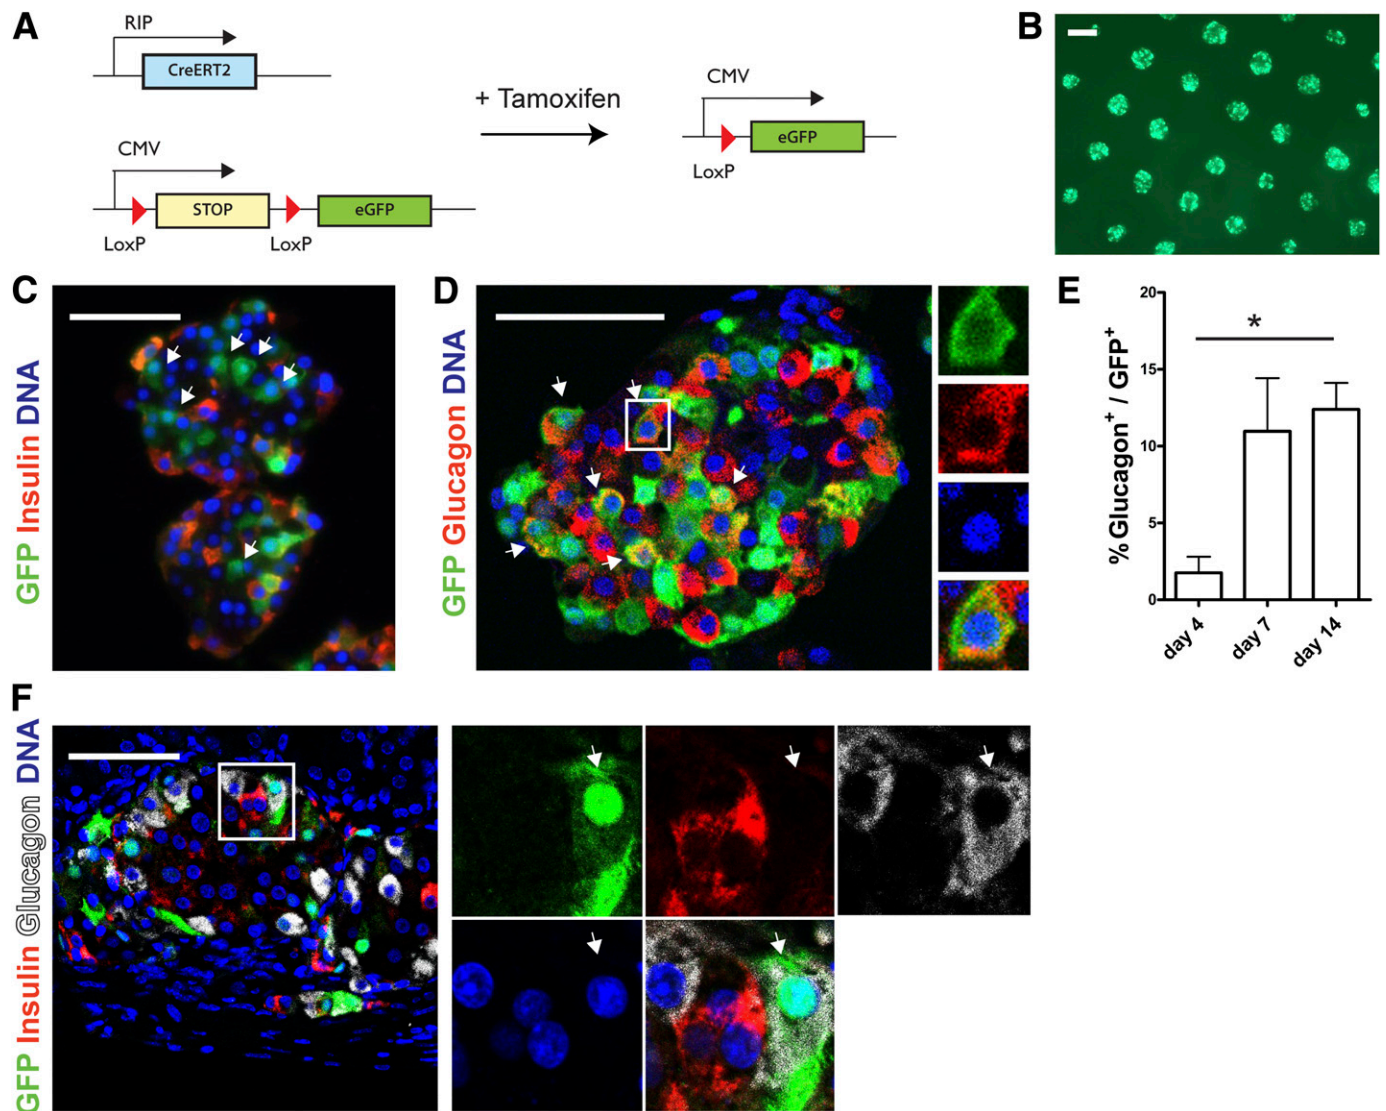 A
RIP
CreERT2
CMV
STOP
eGFP
LoxP
LoxP
+ Tamoxifen
CMV
eGFP
LoxP
B
C
GFP Insulin DNA
D
GFP Glucagon DNA
E
%Glucagon⁺ / GFP⁺
20
15
10
5
0
*
day 4
day 7
day 14
F
GFP Insulin Glucagon DNA